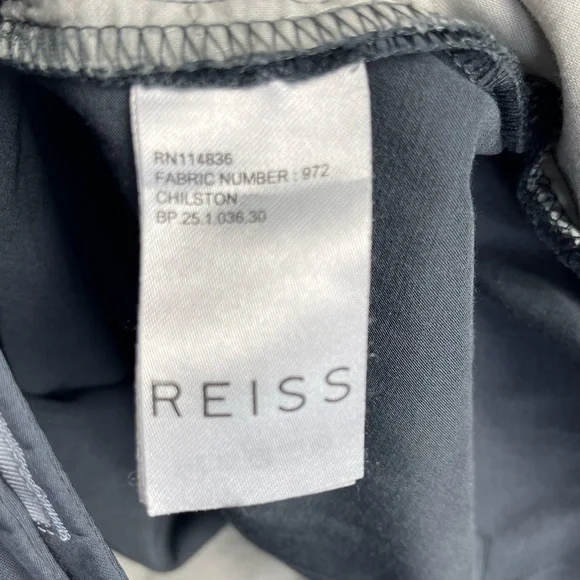 RN114836
FABRIC NUMBER : 972
CHILSTON
BP.25.1.036.30
REISS